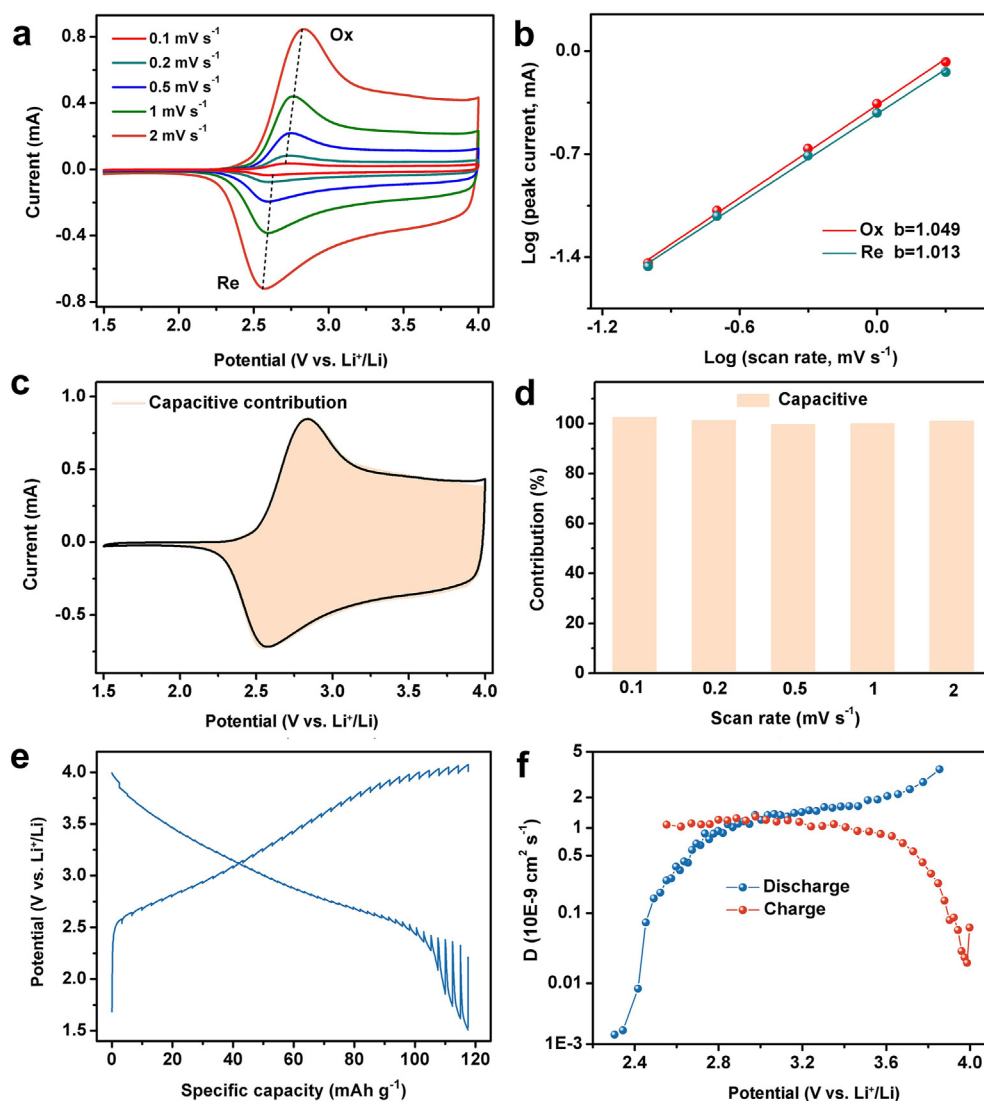 a
Ox
0.1 mV s⁻¹
0.2 mV s⁻¹
0.5 mV s⁻¹
1 mV s⁻¹
2 mV s⁻¹
Re
0.8
0.4
0.0
-0.4
-0.8
Current (mA)
1.5 2.0 2.5 3.0 3.5 4.0
Potential (V vs. Li⁺/Li)
b
0.0
-0.7
-1.4
Log (peak current, mA)
Ox b=1.049
Re b=1.013
-1.2 -0.6 0.0
Log (scan rate, mV s⁻¹)
c
Capacitive contribution
1.0
0.5
0.0
-0.5
Current (mA)
1.5 2.0 2.5 3.0 3.5 4.0
Potential (V vs. Li⁺/Li)
d
Capacitive
100
80
60
40
20
0
Contribution (%)
0.1 0.2 0.5 1 2
Scan rate (mV s⁻¹)
e
4.0
3.5
3.0
2.5
2.0
1.5
Potential (V vs. Li⁺/Li)
0 20 40 60 80 100 120
Specific capacity (mAh g⁻¹)
f
5
2
1
0.5
0.1
0.01
1E-3
D (10E-9 cm² s⁻¹)
Discharge
Charge
2.4 2.8 3.2 3.6 4.0
Potential (V vs. Li⁺/Li)